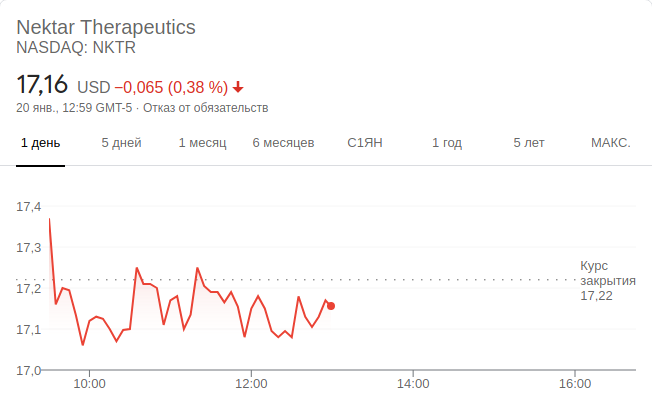 Nektar Therapeutics
NASDAQ: NKTR
17,16 USD −0,065 (0,38 %)
20 янв., 12:59 GMT-5 · Отказ от обязательств
1 день 5 дней 1 месяц 6 месяцев С1ЯН 1 год 5 лет МАКС.
17,4
17,3
Курс
закрытия
17,22
17,2
17,1
17,0
10:00 12:00 14:00 16:00